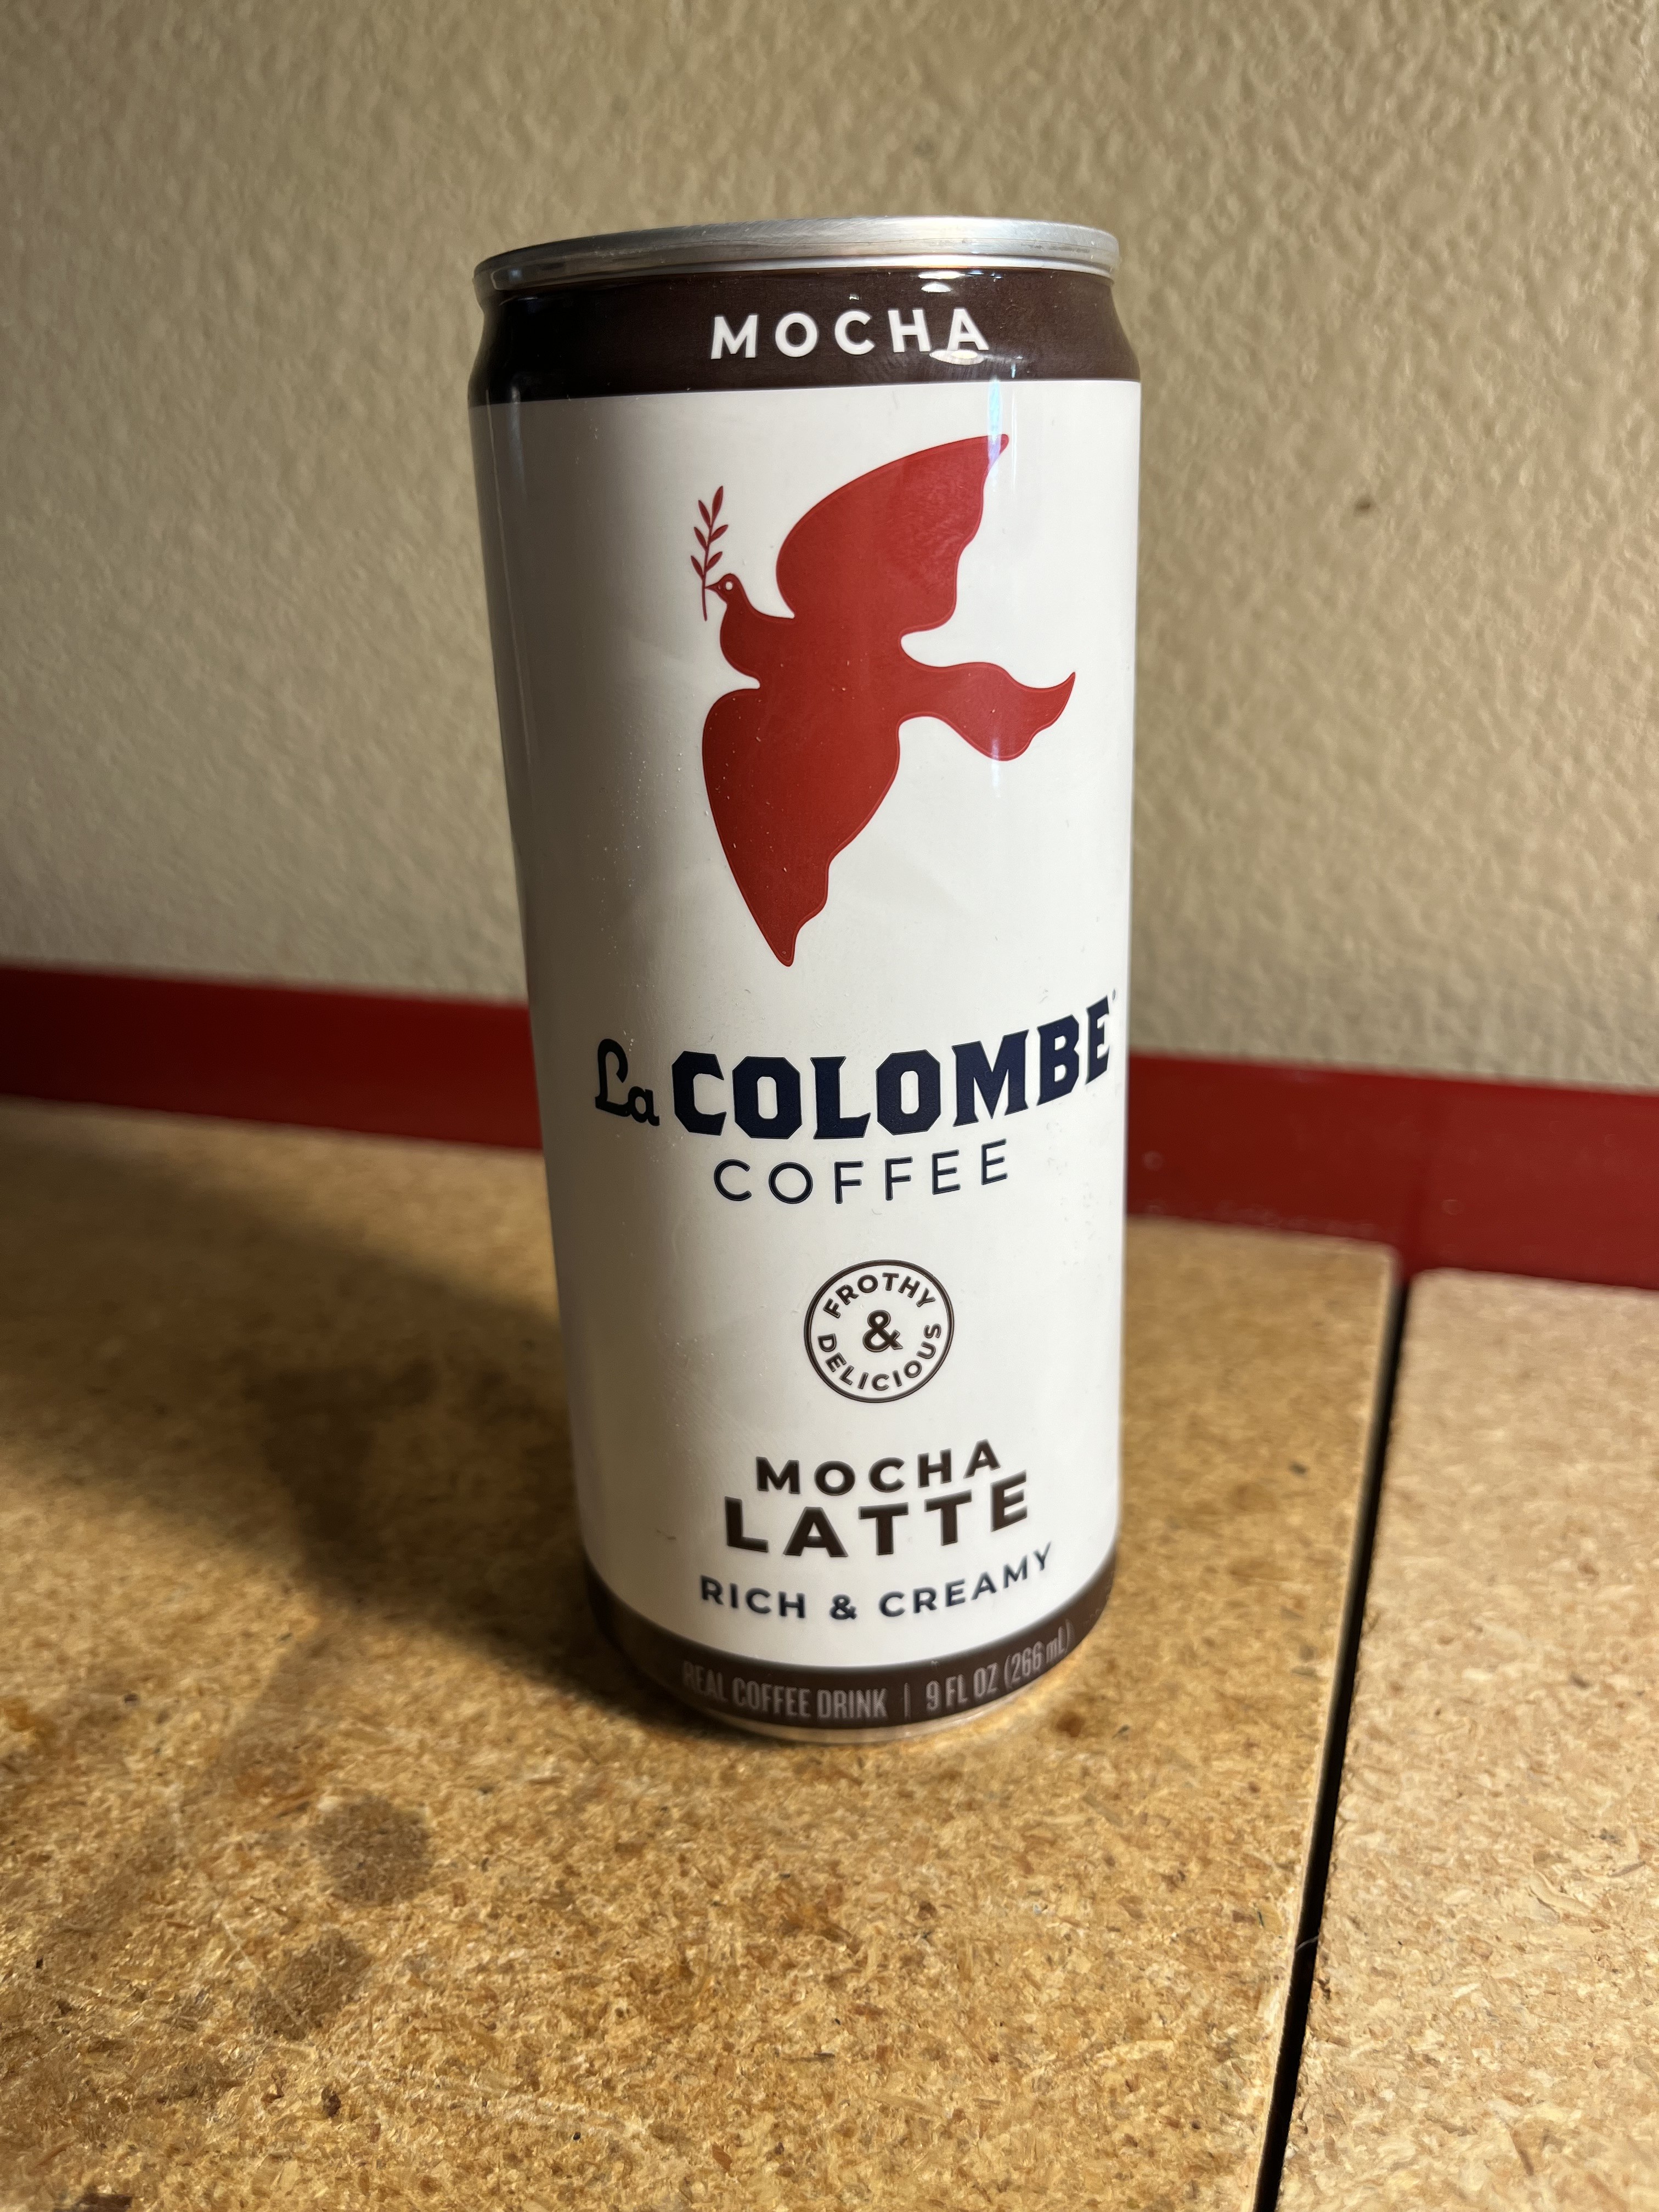 MOCHA
La COLOMBE
COFFEE
FROTHY
&
DELICIOUS
MOCHA
LATTE
RICH & CREAMY
REAL COFFEE DRINK | 9 FL OZ (266 mL)